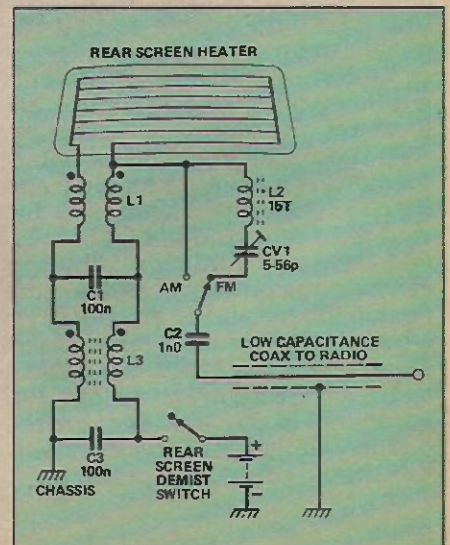 REAR SCREEN HEATER
L1
L2
15T
CV1
5-56p
C1
100n
AM
FM
C2
1n0
LOW CAPACITANCE
COAX TO RADIO
L3
C3
100n
CHASSIS
REAR
SCREEN
DEMIST
SWITCH
+
-